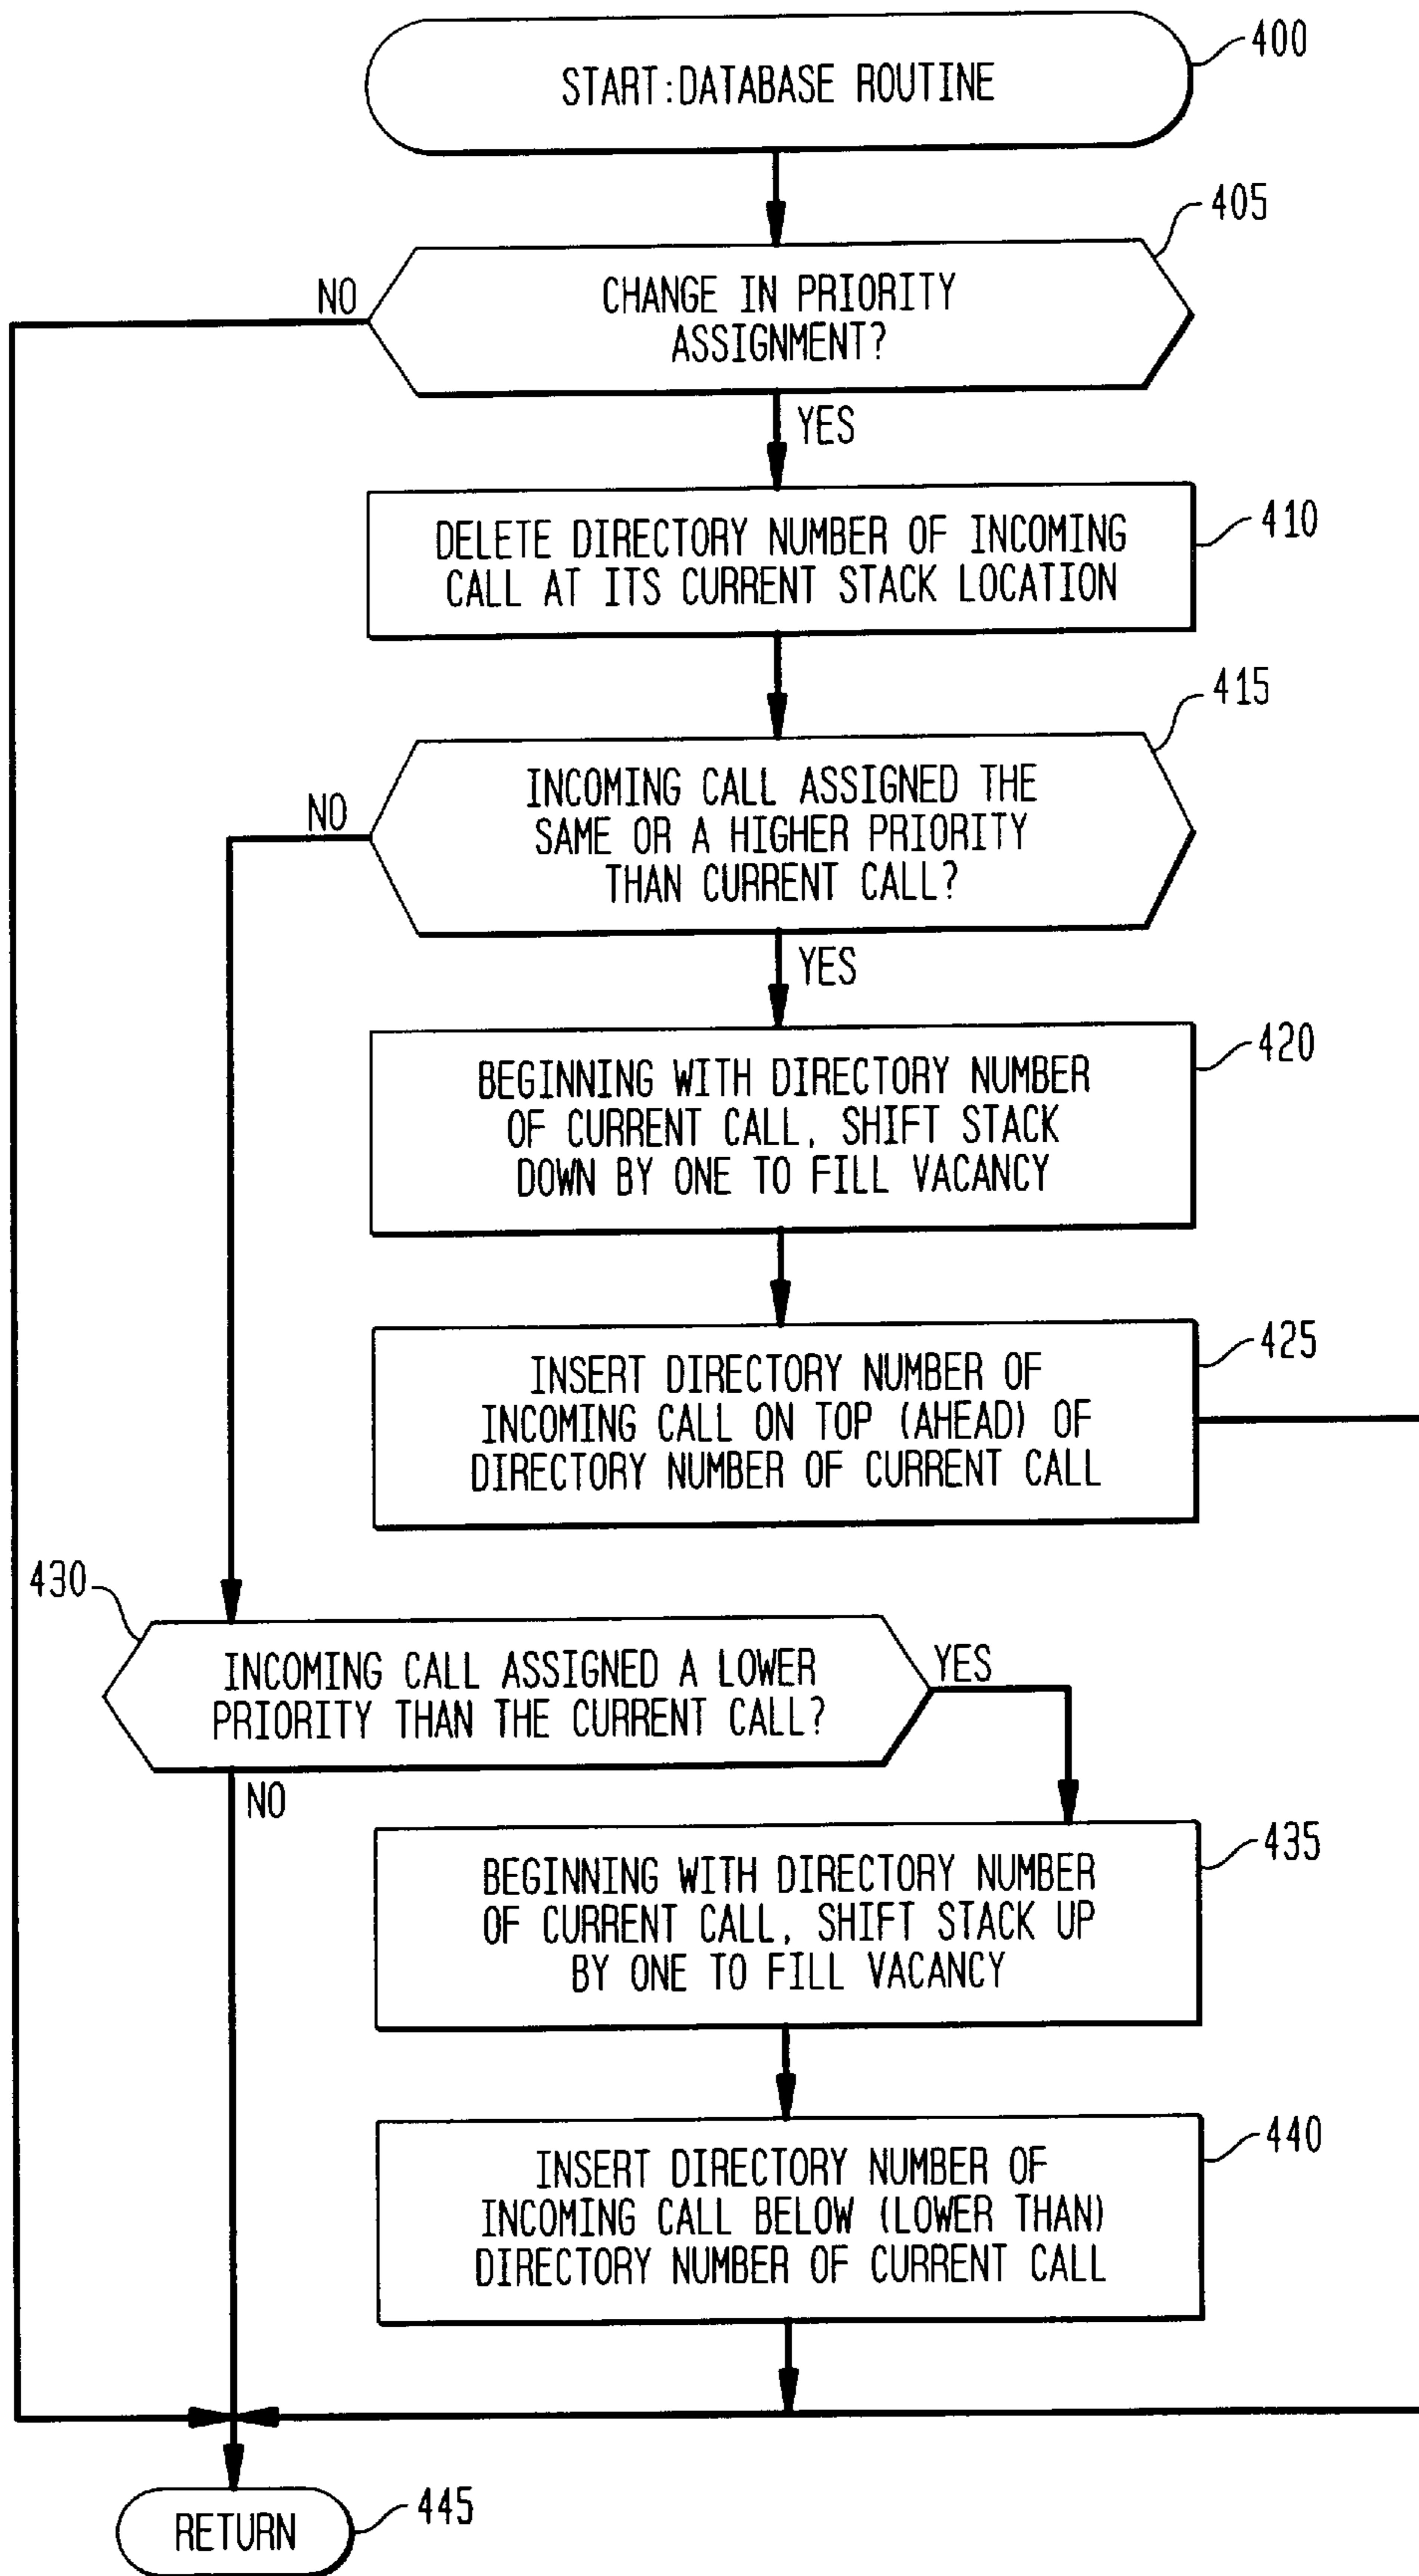 START:DATABASE ROUTINE
400
405
NO
CHANGE IN PRIORITY
ASSIGNMENT?
YES
DELETE DIRECTORY NUMBER OF INCOMING
CALL AT ITS CURRENT STACK LOCATION
410
415
NO
INCOMING CALL ASSIGNED THE
SAME OR A HIGHER PRIORITY
THAN CURRENT CALL?
YES
BEGINNING WITH DIRECTORY NUMBER
OF CURRENT CALL, SHIFT STACK
DOWN BY ONE TO FILL VACANCY
420
INSERT DIRECTORY NUMBER OF
INCOMING CALL ON TOP (AHEAD) OF
DIRECTORY NUMBER OF CURRENT CALL
425
430
INCOMING CALL ASSIGNED A LOWER
PRIORITY THAN THE CURRENT CALL?
YES
NO
BEGINNING WITH DIRECTORY NUMBER
OF CURRENT CALL, SHIFT STACK UP
BY ONE TO FILL VACANCY
435
INSERT DIRECTORY NUMBER OF
INCOMING CALL BELOW (LOWER THAN)
DIRECTORY NUMBER OF CURRENT CALL
440
RETURN
445